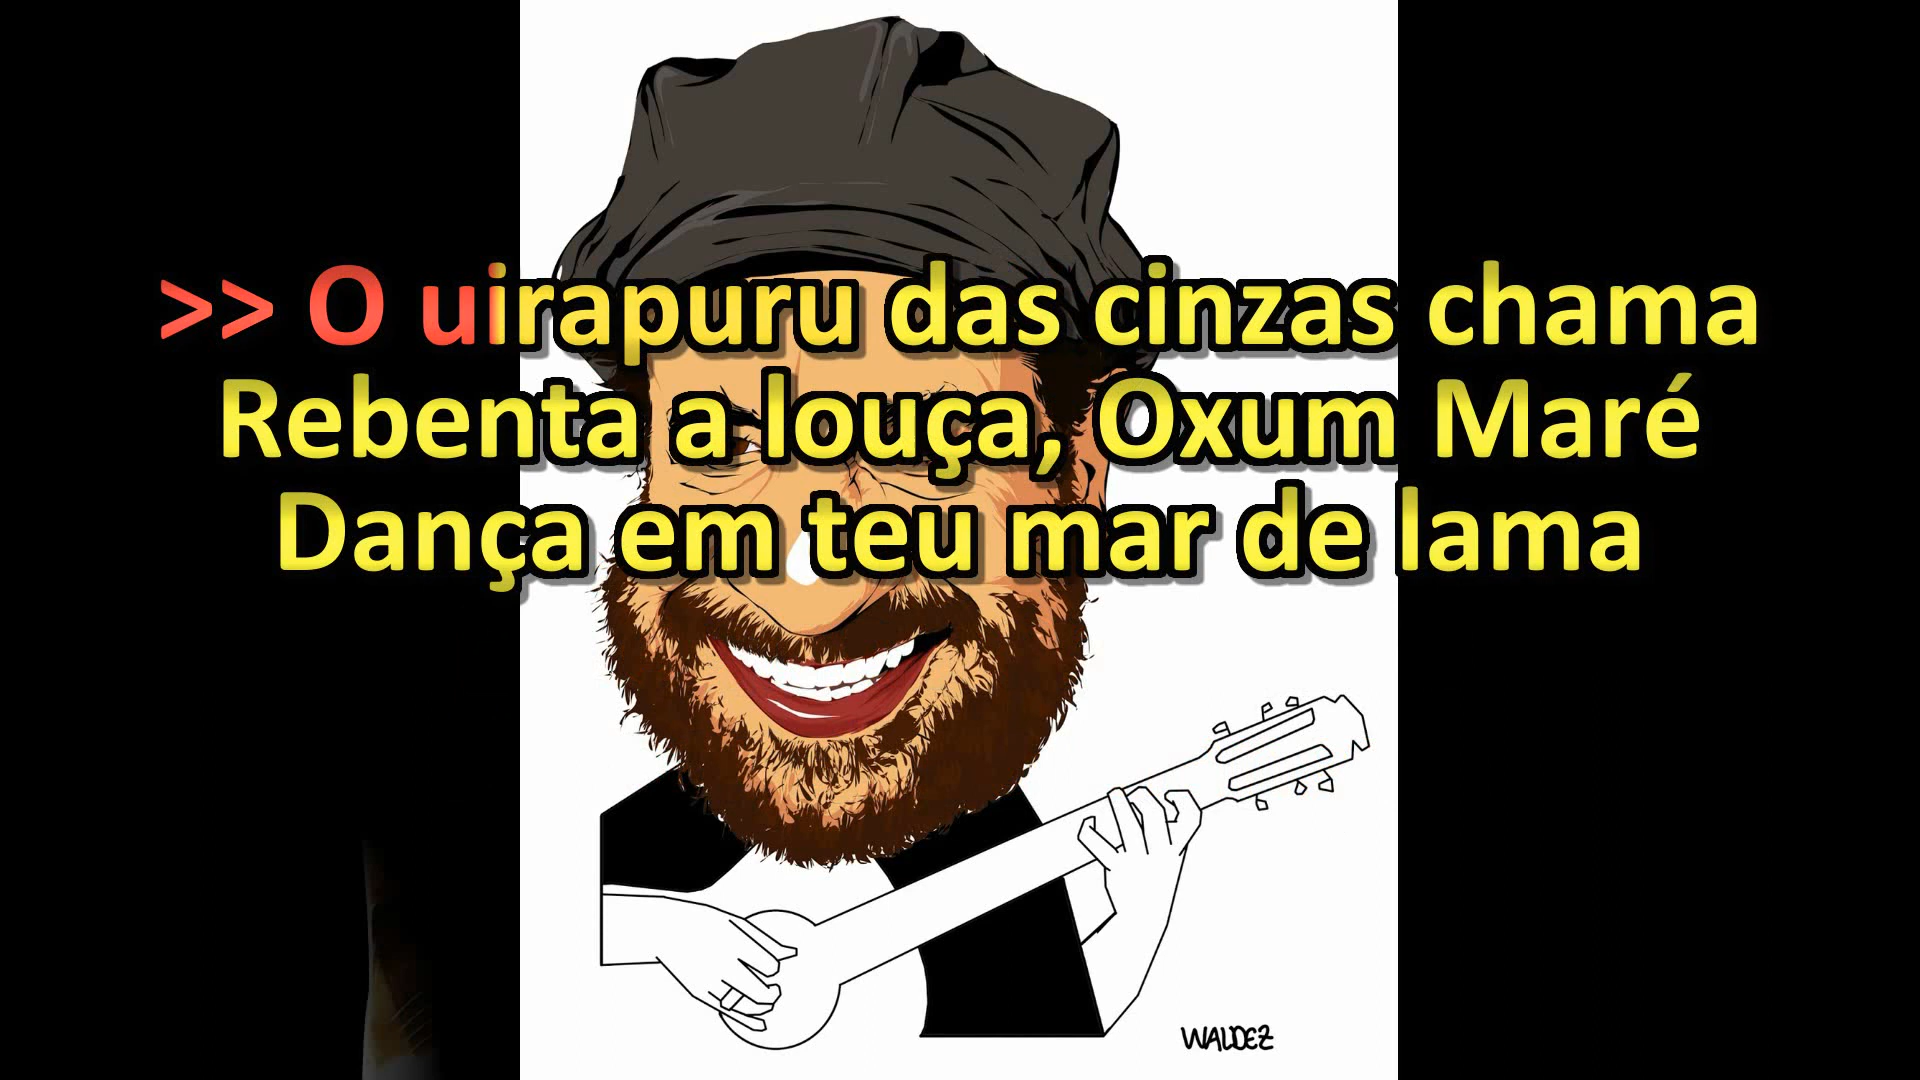 >> O uirapuru das cinzas chama
Rebenta a louça, Oxum Maré
Dança em teu mar de lama
WALDEZ